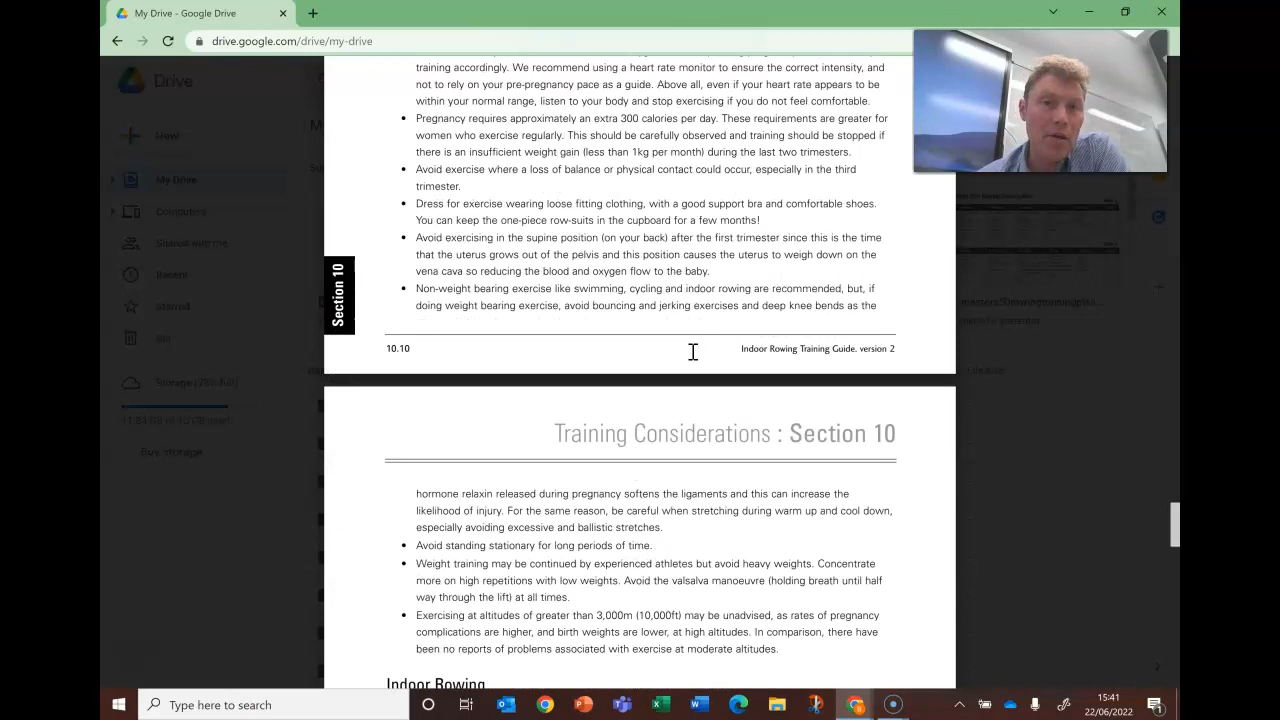 My Drive - Google Drive
drive.google.com/drive/my-drive
Drive
New
My Drive
Computers
Shared with me
Recent
Starred
Bin
Buy storage
training accordingly. We recommend using a heart rate monitor to ensure the correct intensity, and
not to rely on your pre-pregnancy pace as a guide. Above all, even if your heart rate appears to be
within your normal range, listen to your body and stop exercising if you do not feel comfortable.
• Pregnancy requires approximately an extra 300 calories per day. These requirements are greater for
women who exercise regularly. This should be carefully observed and training should be stopped if
there is an insufficient weight gain (less than 1kg per month) during the last two trimesters.
• Avoid exercise where a loss of balance or physical contact could occur, especially in the third
trimester.
• Dress for exercise wearing loose fitting clothing, with a good support bra and comfortable shoes.
You can keep the one-piece row-suits in the cupboard for a few months!
• Avoid exercising in the supine position (on your back) after the first trimester since this is the time
that the uterus grows out of the pelvis and this position causes the uterus to weigh down on the
vena cava so reducing the blood and oxygen flow to the baby.
• Non-weight bearing exercise like swimming, cycling and indoor rowing are recommended, but, if
doing weight bearing exercise, avoid bouncing and jerking exercises and deep knee bends as the
Section 10
10.10
Indoor Rowing Training Guide. version 2
Training Considerations : Section 10
hormone relaxin released during pregnancy softens the ligaments and this can increase the
likelihood of injury. For the same reason, be careful when stretching during warm up and cool down,
especially avoiding excessive and ballistic stretches.
• Avoid standing stationary for long periods of time.
• Weight training may be continued by experienced athletes but avoid heavy weights. Concentrate
more on high repetitions with low weights. Avoid the valsalva manoeuvre (holding breath until half
way through the lift) at all times.
• Exercising at altitudes of greater than 3,000m (10,000ft) may be unadvised, as rates of pregnancy
complications are higher, and birth weights are lower, at high altitudes. In comparison, there have
been no reports of problems associated with exercise at moderate altitudes.
Indoor Rowing
Type here to search
15:41
22/06/2022